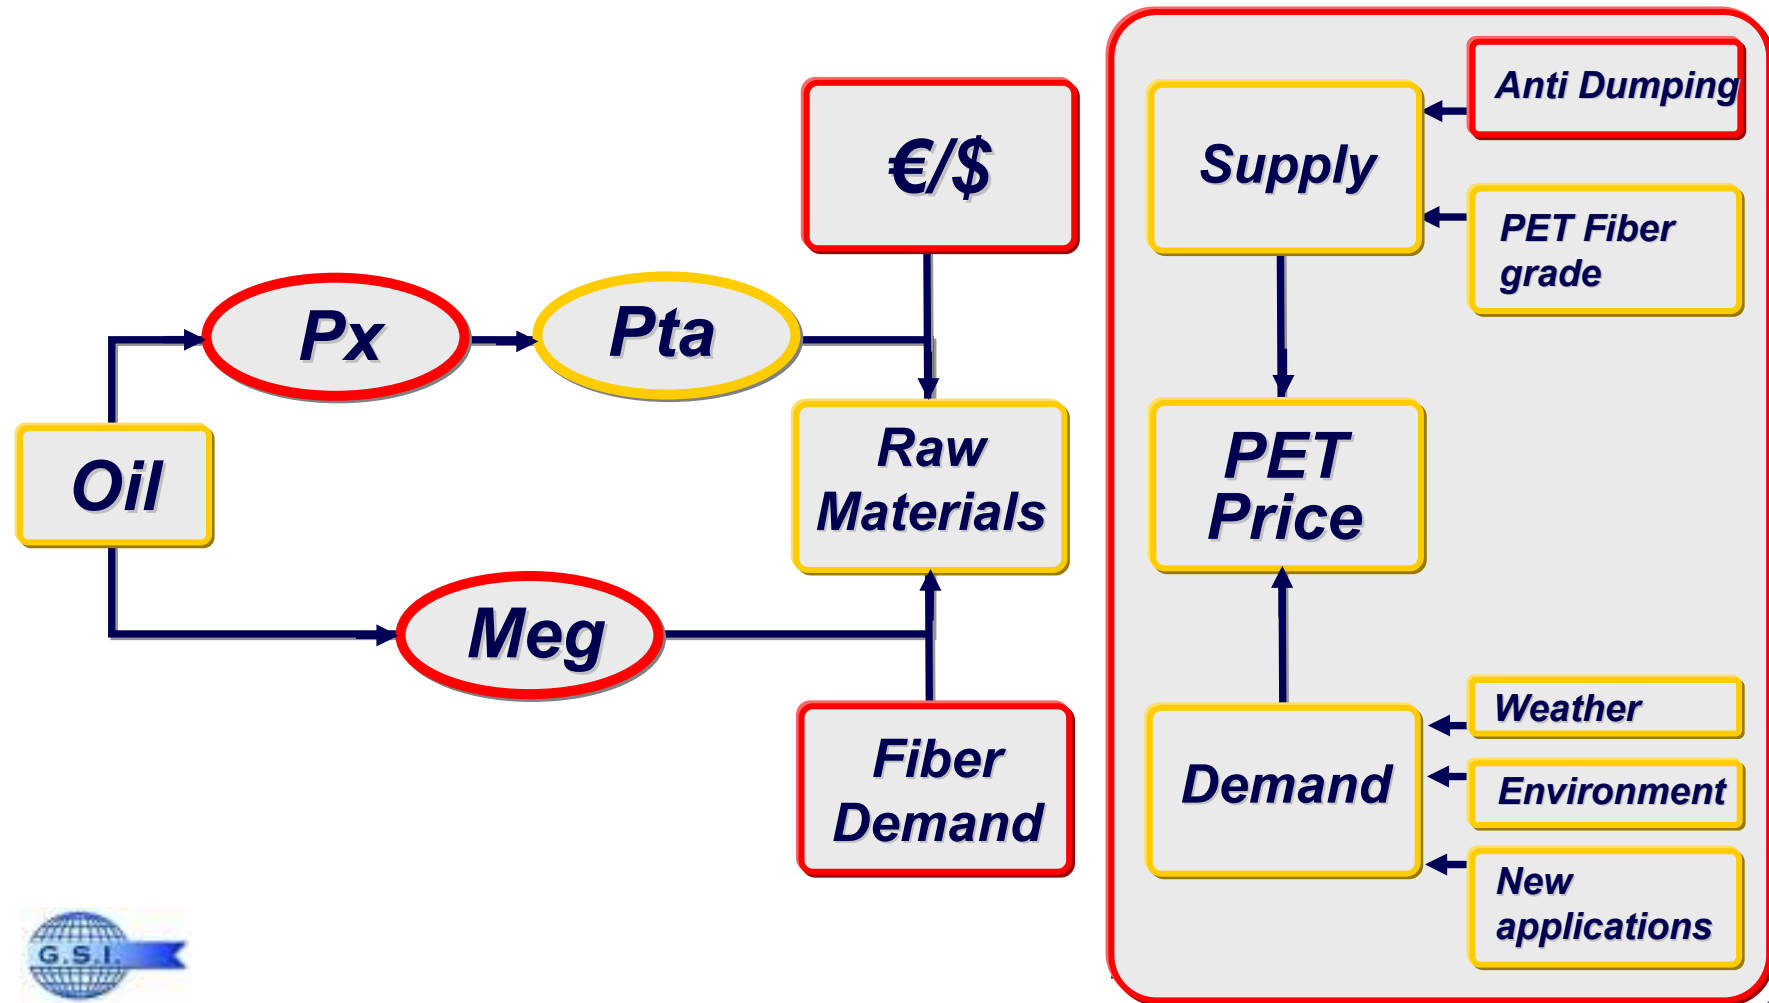 €/$
Px
Pta
Oil
Raw
Materials
Meg
Fiber
Demand
Supply
Anti Dumping
PET Fiber
grade
PET
Price
Demand
Weather
Environment
New
applications
G.S.I.